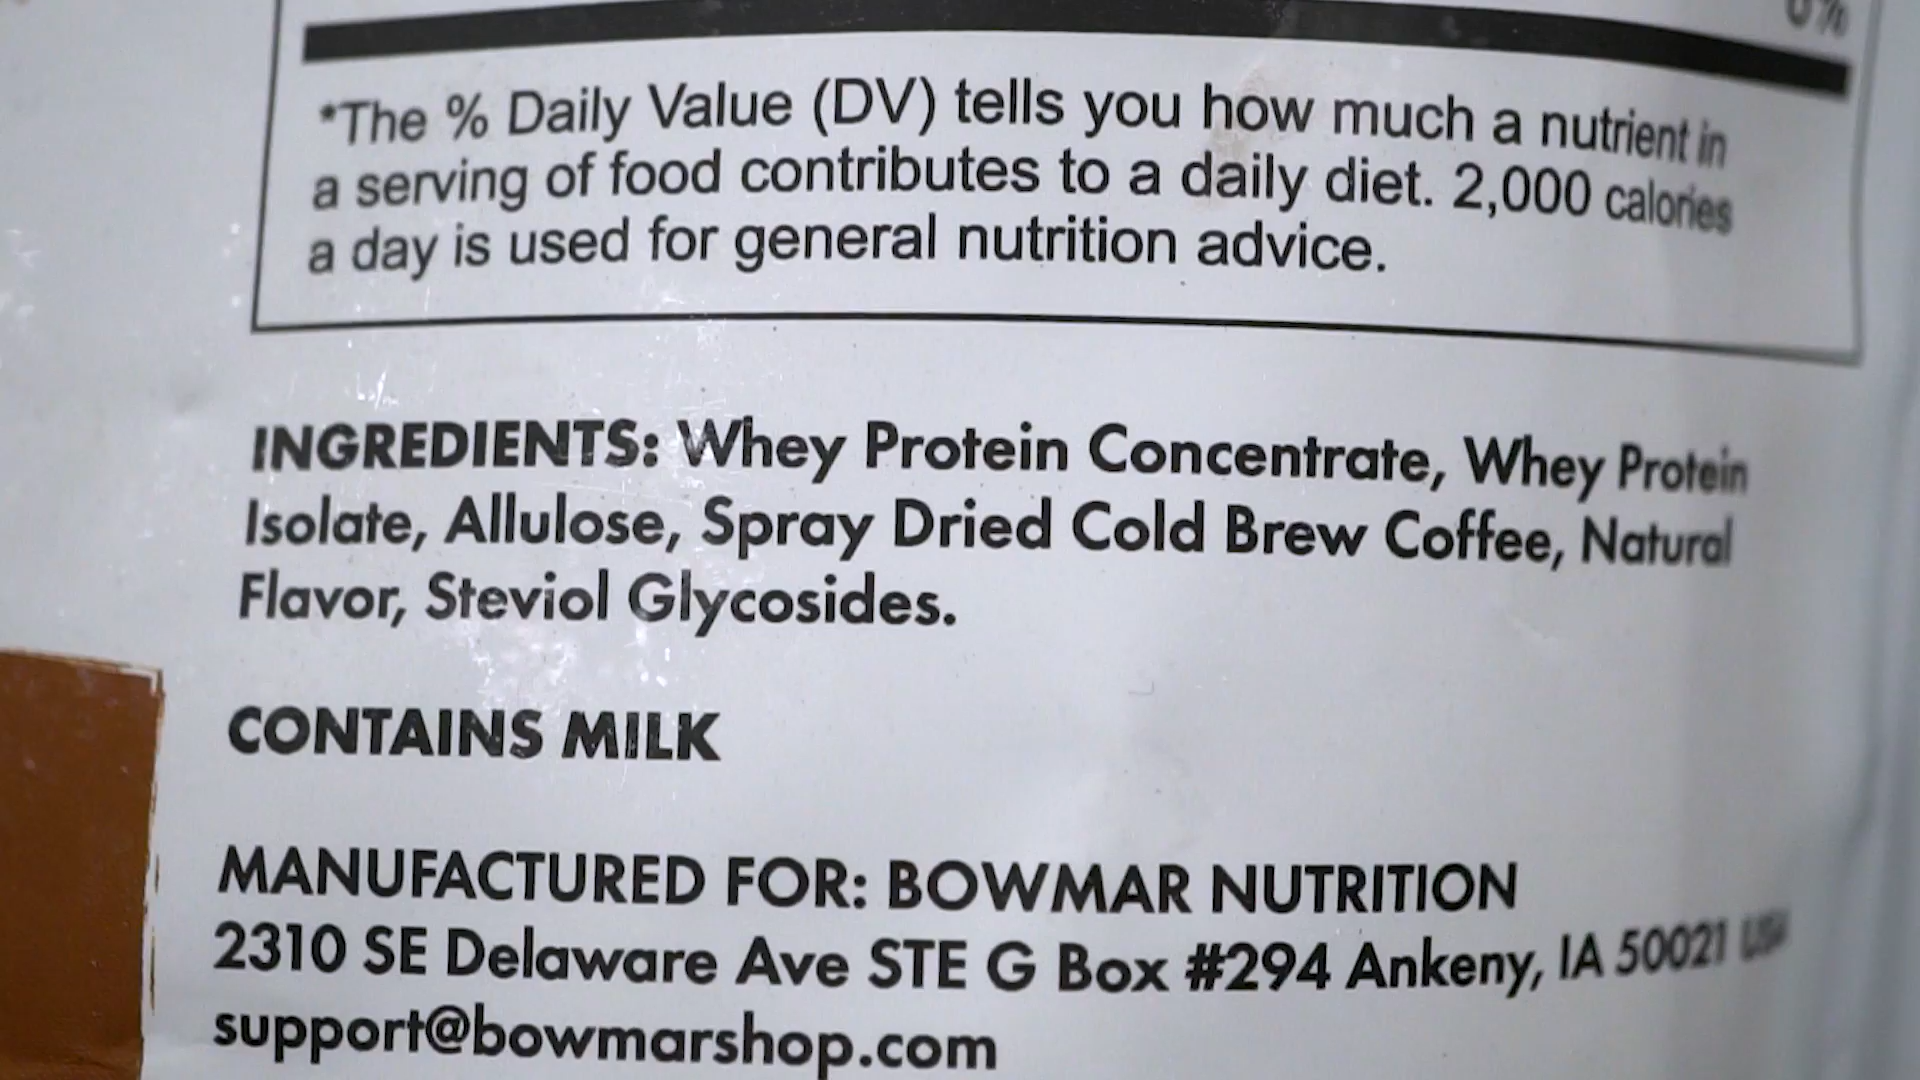 0%
*The % Daily Value (DV) tells you how much a nutrient in
a serving of food contributes to a daily diet. 2,000 calories
a day is used for general nutrition advice.
INGREDIENTS: Whey Protein Concentrate, Whey Protein
Isolate, Allulose, Spray Dried Cold Brew Coffee, Natural
Flavor, Steviol Glycosides.
CONTAINS MILK
MANUFACTURED FOR: BOWMAR NUTRITION
2310 SE Delaware Ave STE G Box #294 Ankeny, IA 50021 USA
support@bowmarshop.com